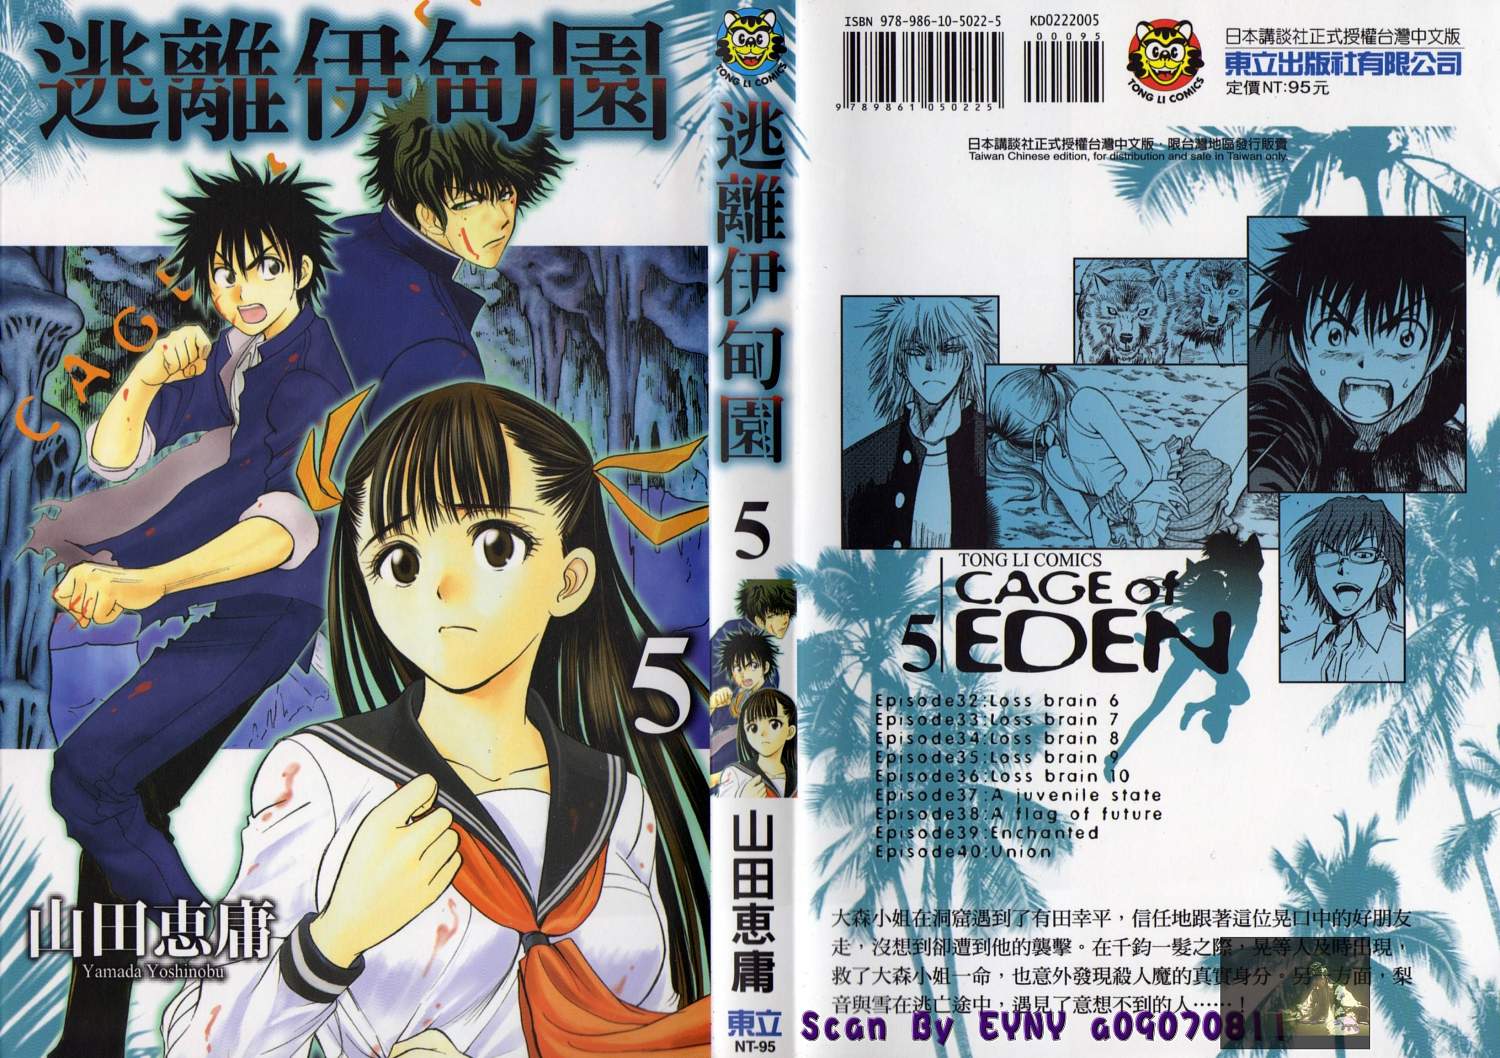 逃離伊甸園
CAGE
5
山田恵庸
Yamada Yoshinobu
TONG LI COMICS
逃離伊甸園
5
山田恵庸
東立
NT-95
ISBN 978-986-10-5022-5
9 789861 050225
KD0222005
00095
TONG LI COMICS
日本講談社正式授權台灣中文版
東立出版社有限公司
定價NT:95元
日本講談社正式授權台灣中文版，限台灣地區發行販賣
Taiwan Chinese edition, for distribution and sale in Taiwan only.
TONG LI COMICS
5 CAGE of
EDEN
Episode32:Loss brain 6
Episode33:Loss brain 7
Episode34:Loss brain 8
Episode35:Loss brain 9
Episode36:Loss brain 10
Episode37:A juvenile state
Episode38:A flag of future
Episode39:Enchanted
Episode40:Union
大森小姐在洞窟遇到了有田幸平，信任地跟著這位晃口中的好朋友
走，沒想到卻遭到他的襲擊。在千鈞一髮之際，晃等人及時出現，
救了大森小姐一命，也意外發現殺人魔的真實身分。另一方面，梨
音與雪在逃亡途中，遇見了意想不到的人……！
Scan By EYNY a09070811